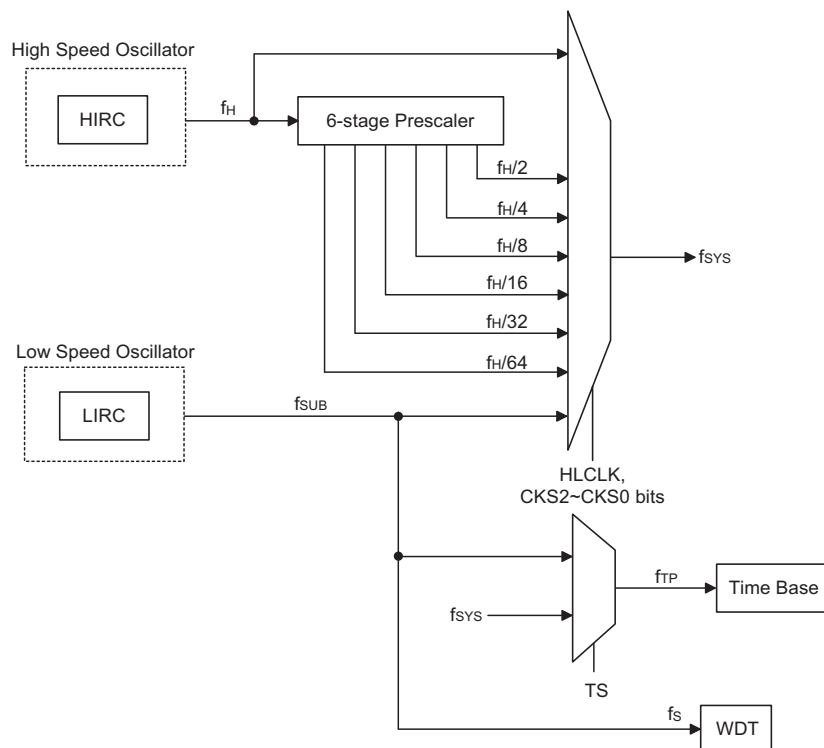 High Speed Oscillator
HIRC
fH
6-stage Prescaler
fH/2
fH/4
fH/8
fH/16
fH/32
fH/64
fSYS
Low Speed Oscillator
LIRC
fSUB
HLCLK,
CKS2~CKS0 bits
fTP
Time Base
fSYS
TS
fS
WDT